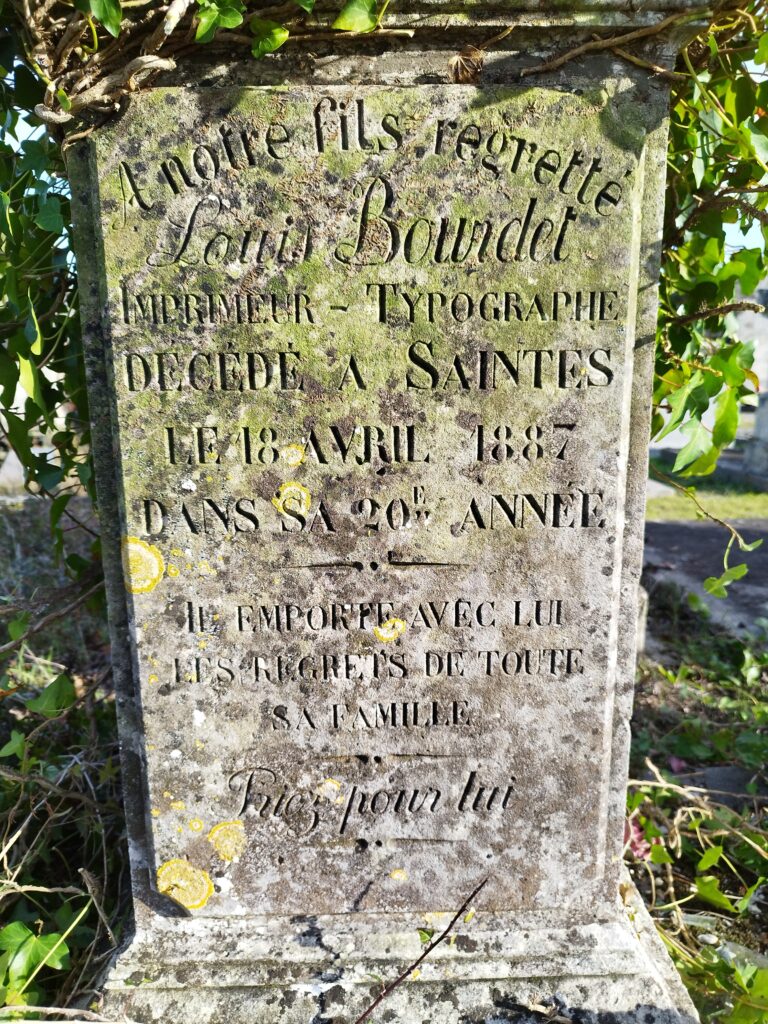 A notre fils regretté
Louis Bourdet
IMPRIMEUR - TYPOGRAPHE
DÉCÉDÉ A SAINTES
LE 18 AVRIL 1887
DANS SA 20E ANNÉE
IL EMPORTE AVEC LUI
LES REGRETS DE TOUTE
SA FAMILLE
Priez pour lui